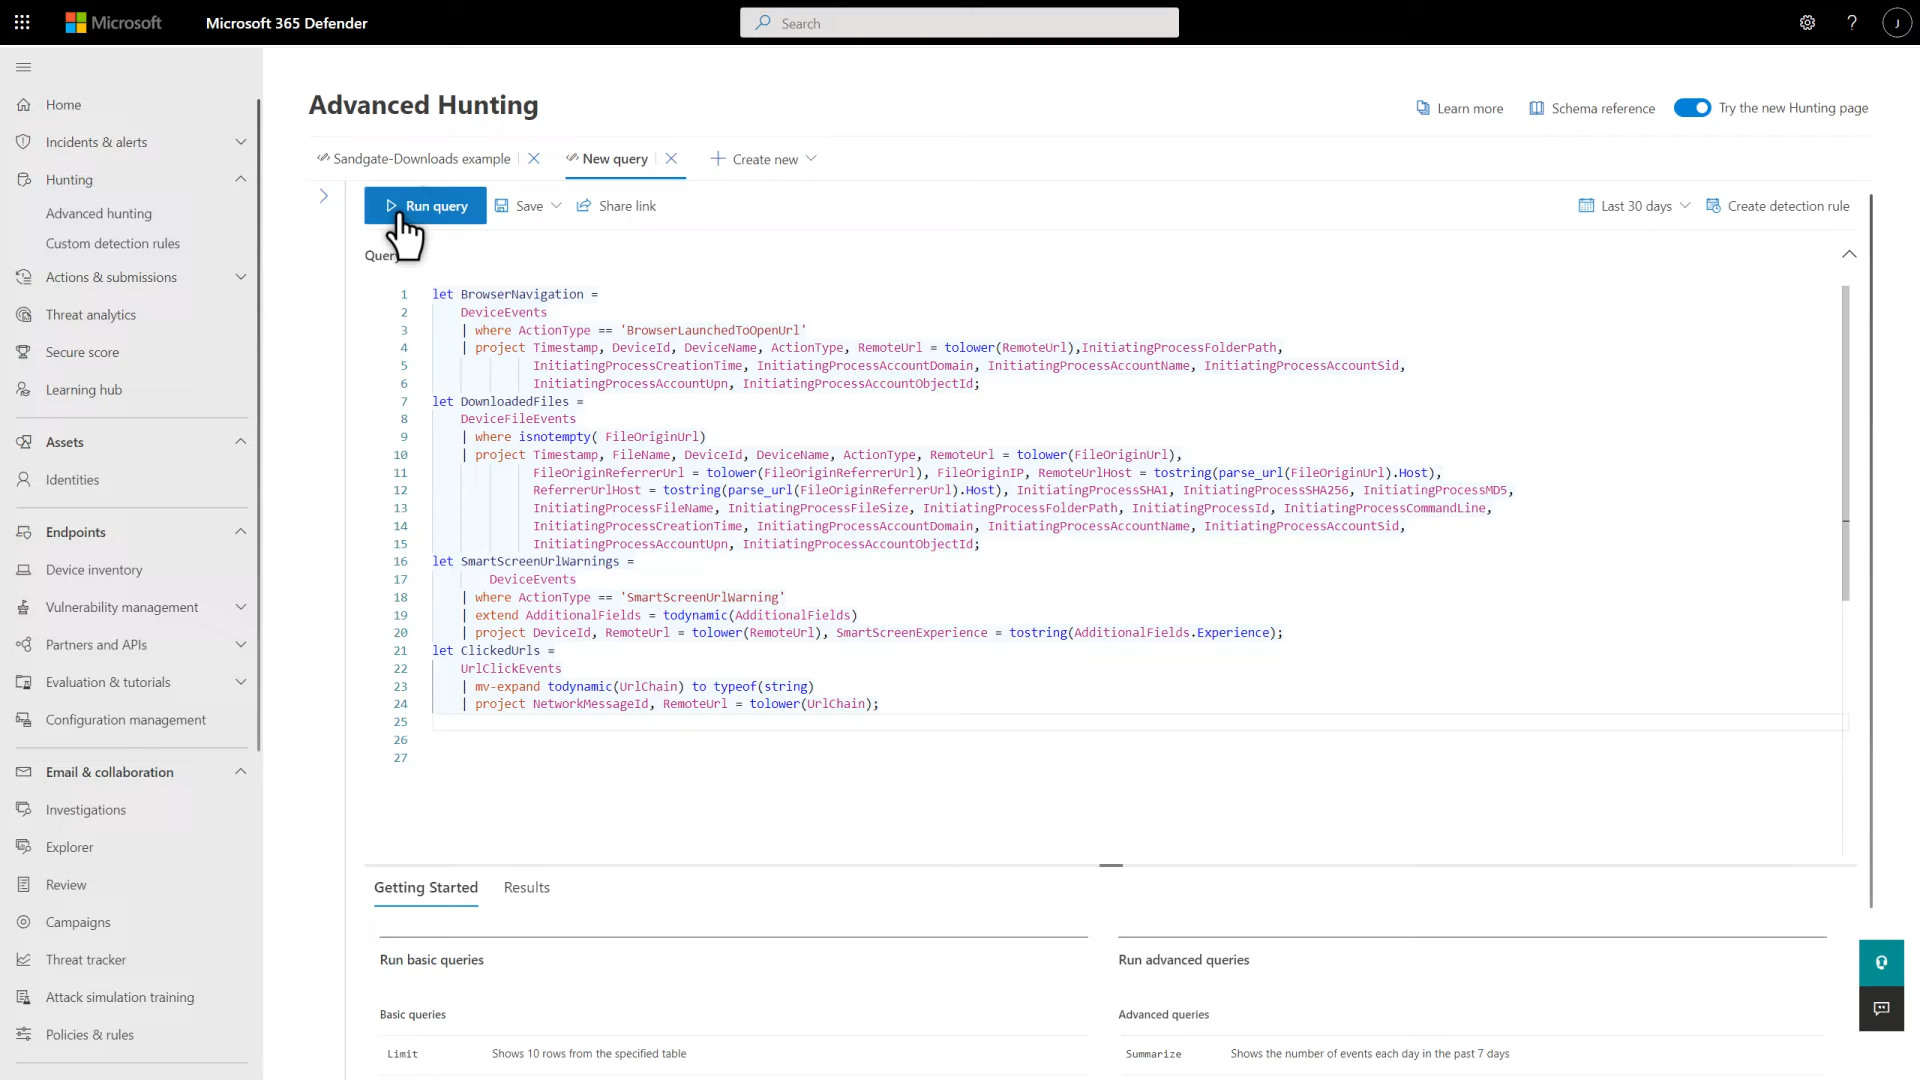 Microsoft
Microsoft 365 Defender
Search
J
Home
Incidents & alerts
Hunting
Advanced hunting
Custom detection rules
Actions & submissions
Threat analytics
Secure score
Learning hub
Assets
Identities
Endpoints
Device inventory
Vulnerability management
Partners and APIs
Evaluation & tutorials
Configuration management
Email & collaboration
Investigations
Explorer
Review
Campaigns
Threat tracker
Attack simulation training
Policies & rules
Advanced Hunting
Learn more
Schema reference
Try the new Hunting page
Sandgate-Downloads example
New query
Create new
Run query
Save
Share link
Last 30 days
Create detection rule
Query
1 let BrowserNavigation =
2 DeviceEvents
3 | where ActionType == 'BrowserLaunchedToOpenUrl'
4 | project Timestamp, DeviceId, DeviceName, ActionType, RemoteUrl = tolower(RemoteUrl),InitiatingProcessFolderPath,
5 InitiatingProcessCreationTime, InitiatingProcessAccountDomain, InitiatingProcessAccountName, InitiatingProcessAccountSid,
6 InitiatingProcessAccountUpn, InitiatingProcessAccountObjectId;
7 let DownloadedFiles =
8 DeviceFileEvents
9 | where isnotempty( FileOriginUrl)
10 | project Timestamp, FileName, DeviceId, DeviceName, ActionType, RemoteUrl = tolower(FileOriginUrl),
11 FileOriginReferrerUrl = tolower(FileOriginReferrerUrl), FileOriginIP, RemoteUrlHost = tostring(parse_url(FileOriginUrl).Host),
12 ReferrerUrlHost = tostring(parse_url(FileOriginReferrerUrl).Host), InitiatingProcessSHA1, InitiatingProcessSHA256, InitiatingProcessMD5,
13 InitiatingProcessFileName, InitiatingProcessFileSize, InitiatingProcessFolderPath, InitiatingProcessId, InitiatingProcessCommandLine,
14 InitiatingProcessCreationTime, InitiatingProcessAccountDomain, InitiatingProcessAccountName, InitiatingProcessAccountSid,
15 InitiatingProcessAccountUpn, InitiatingProcessAccountObjectId;
16 let SmartScreenUrlWarnings =
17 DeviceEvents
18 | where ActionType == 'SmartScreenUrlWarning'
19 | extend AdditionalFields = todynamic(AdditionalFields)
20 | project DeviceId, RemoteUrl = tolower(RemoteUrl), SmartScreenExperience = tostring(AdditionalFields.Experience);
21 let ClickedUrls =
22 UrlClickEvents
23 | mv-expand todynamic(UrlChain) to typeof(string)
24 | project NetworkMessageId, RemoteUrl = tolower(UrlChain);
25
26
27
Getting Started
Results
Run basic queries
Basic queries
Limit Shows 10 rows from the specified table
Run advanced queries
Advanced queries
Summarize Shows the number of events each day in the past 7 days